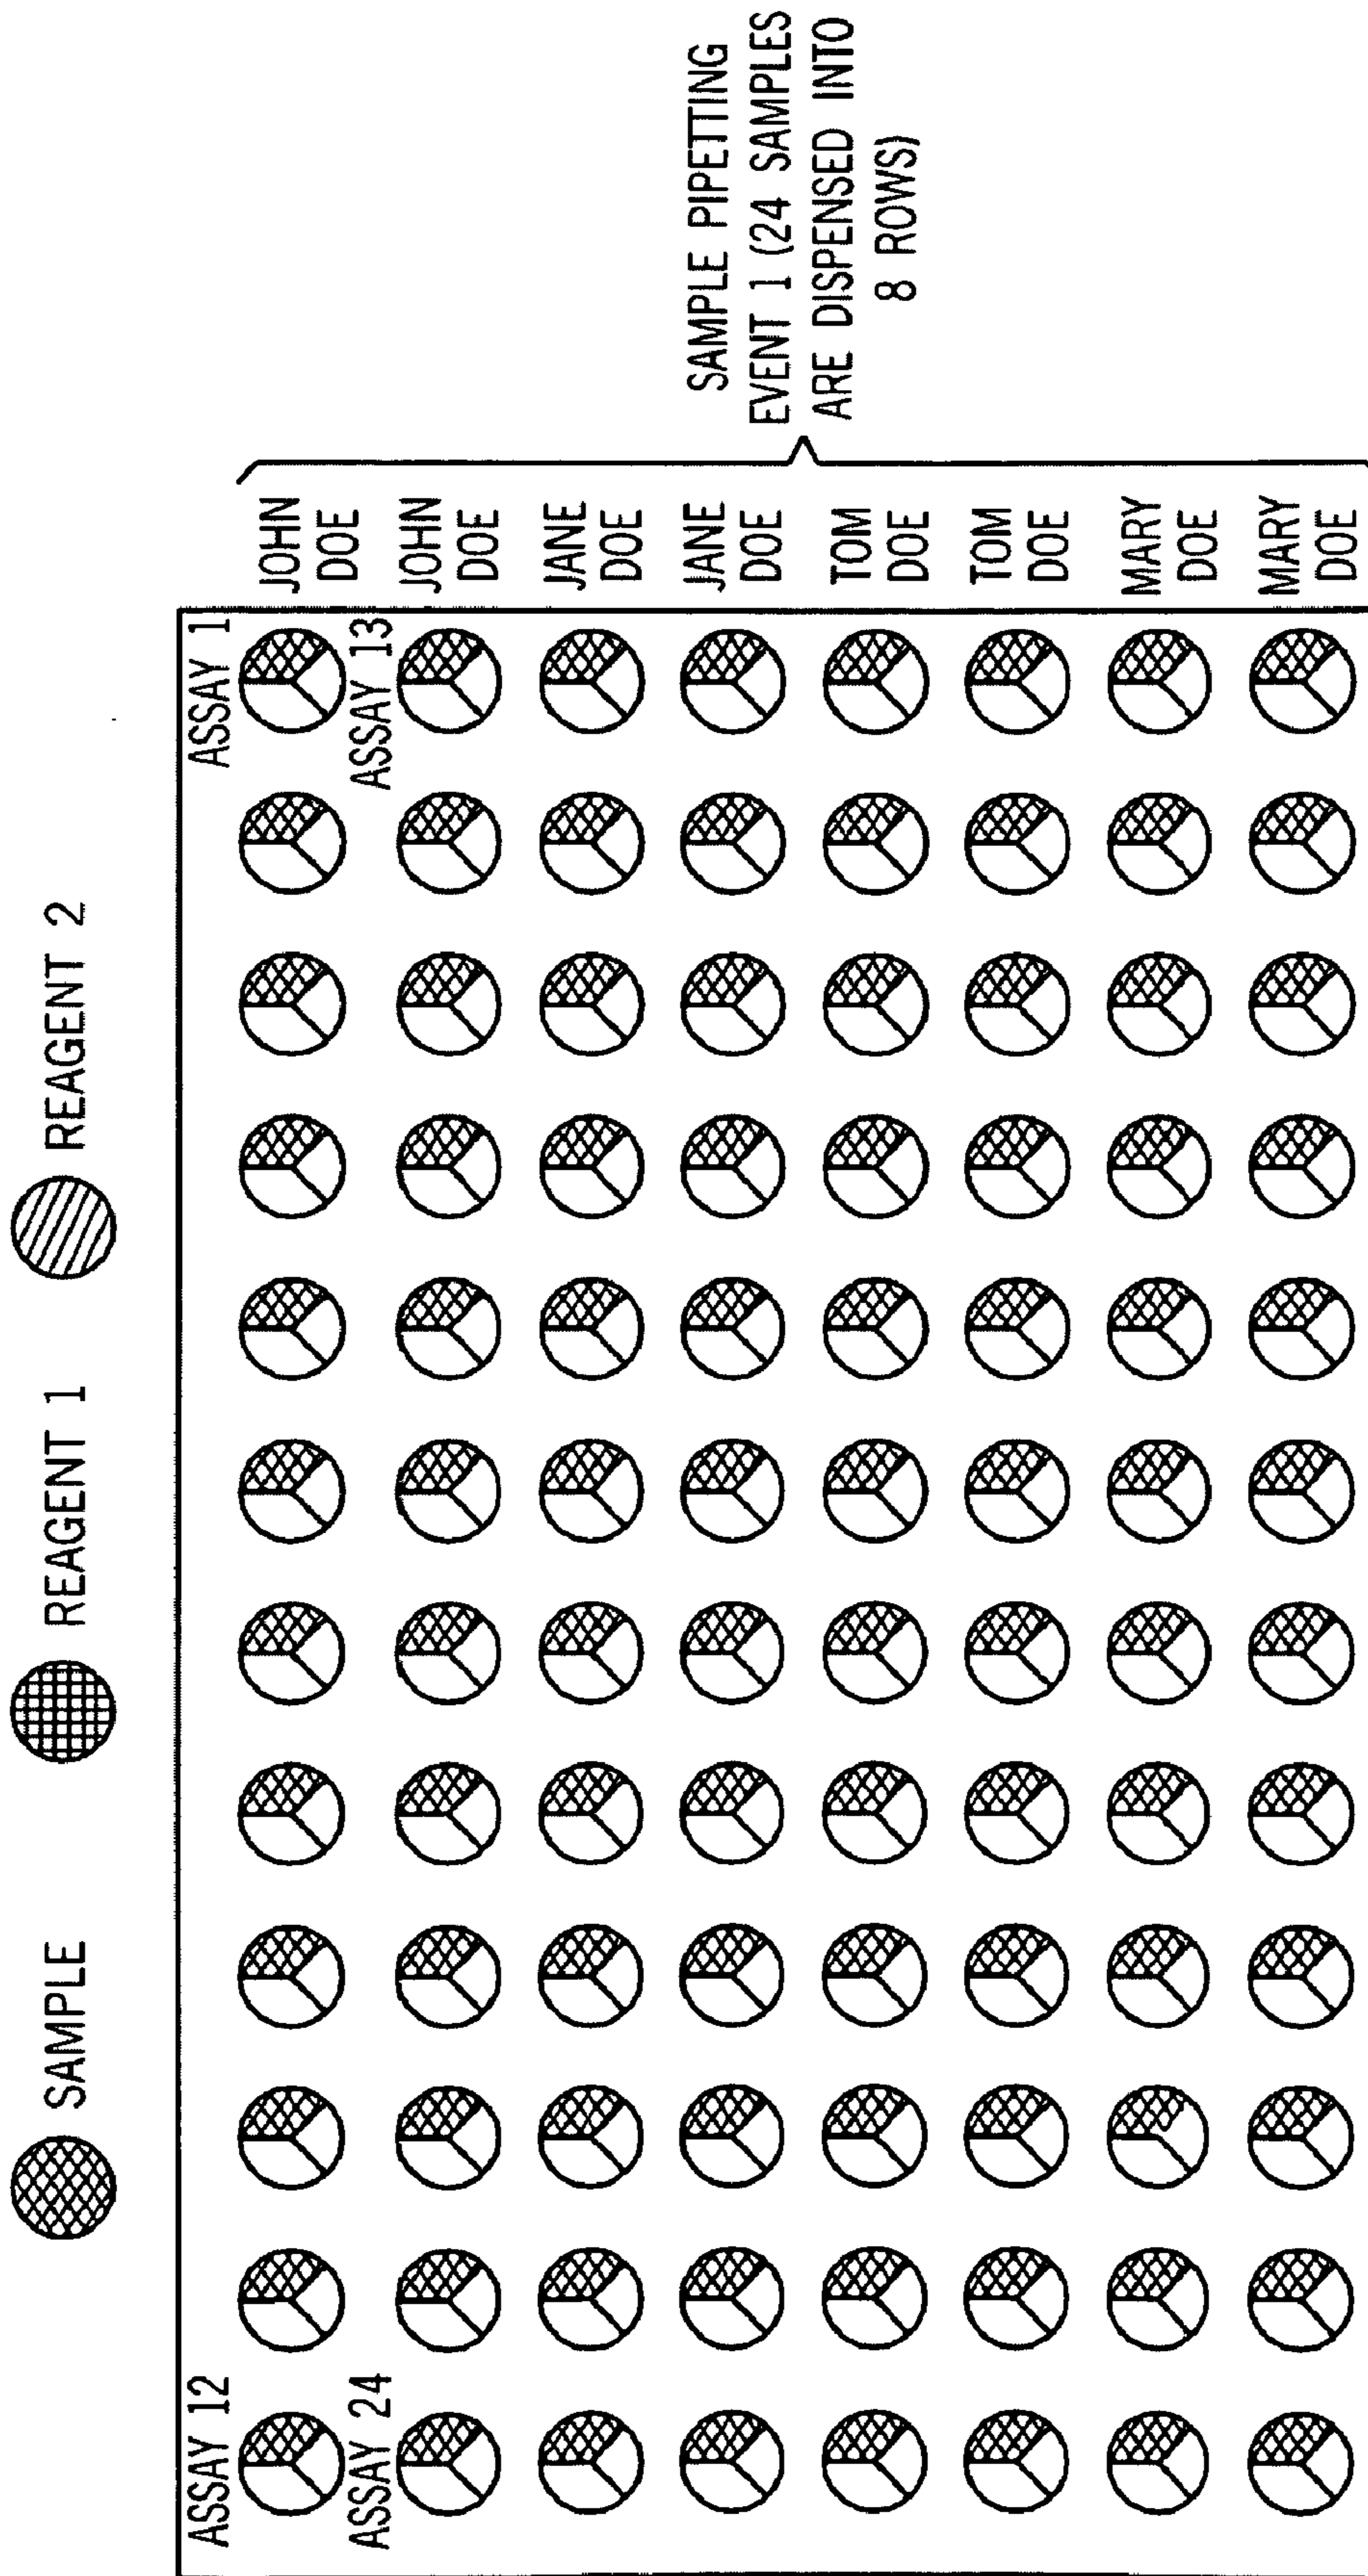 SAMPLE REAGENT 1 REAGENT 2
ASSAY 12 ASSAY 1
JOHN
DOE
ASSAY 24 ASSAY 13
JOHN
DOE
JANE
DOE
JANE
DOE
TOM
DOE
TOM
DOE
MARY
DOE
MARY
DOE
SAMPLE PIPETTING
EVENT 1 (24 SAMPLES
ARE DISPENSED INTO
8 ROWS)